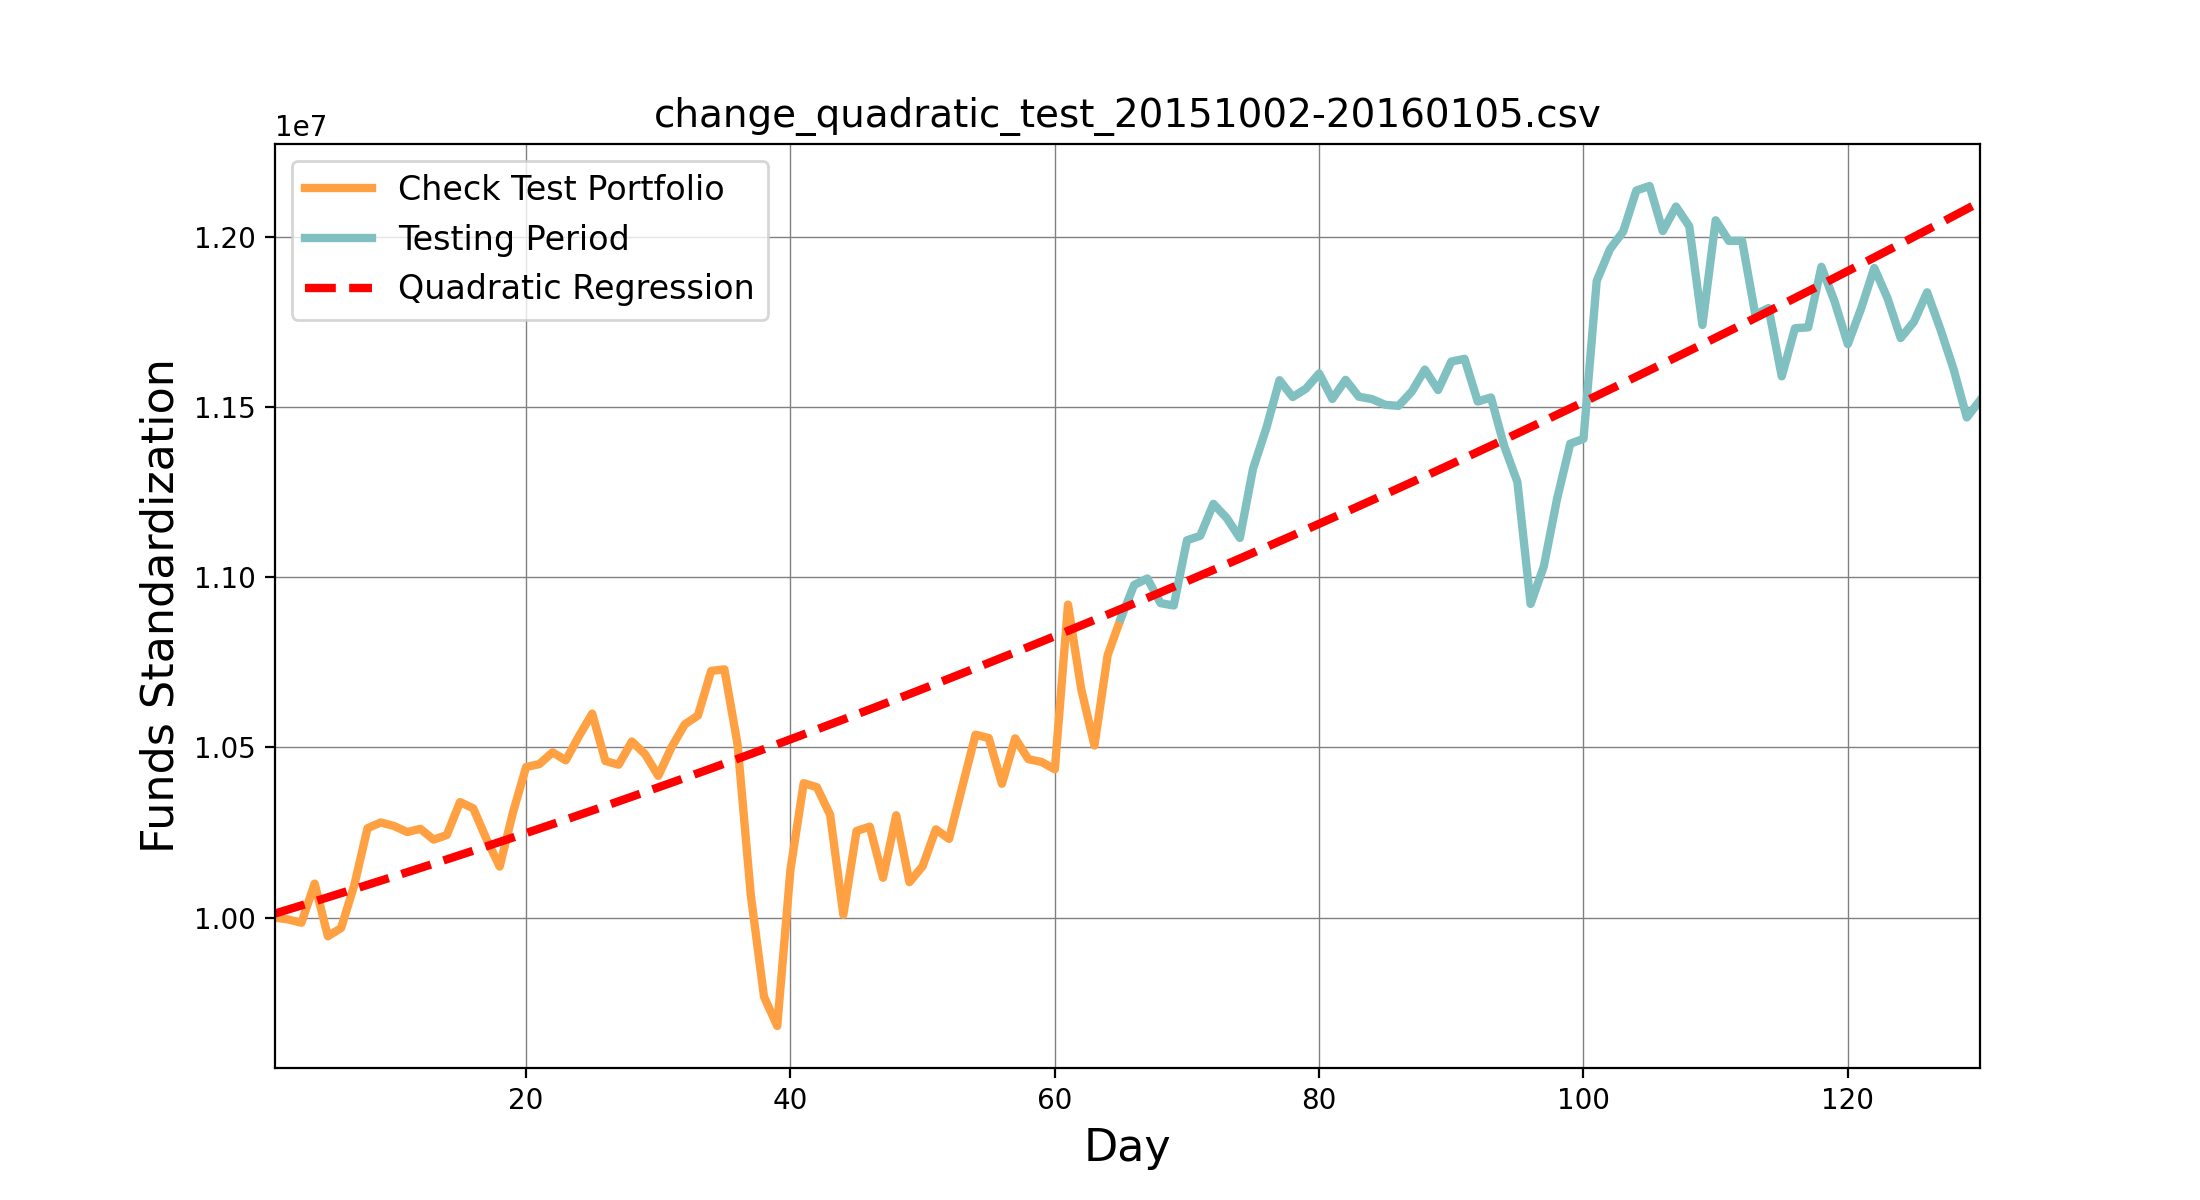 change_quadratic_test_20151002-20160105.csv
1e7
Check Test Portfolio
Testing Period
Quadratic Regression
1.20
1.15
1.10
1.05
1.00
Funds Standardization
20 40 60 80 100 120
Day